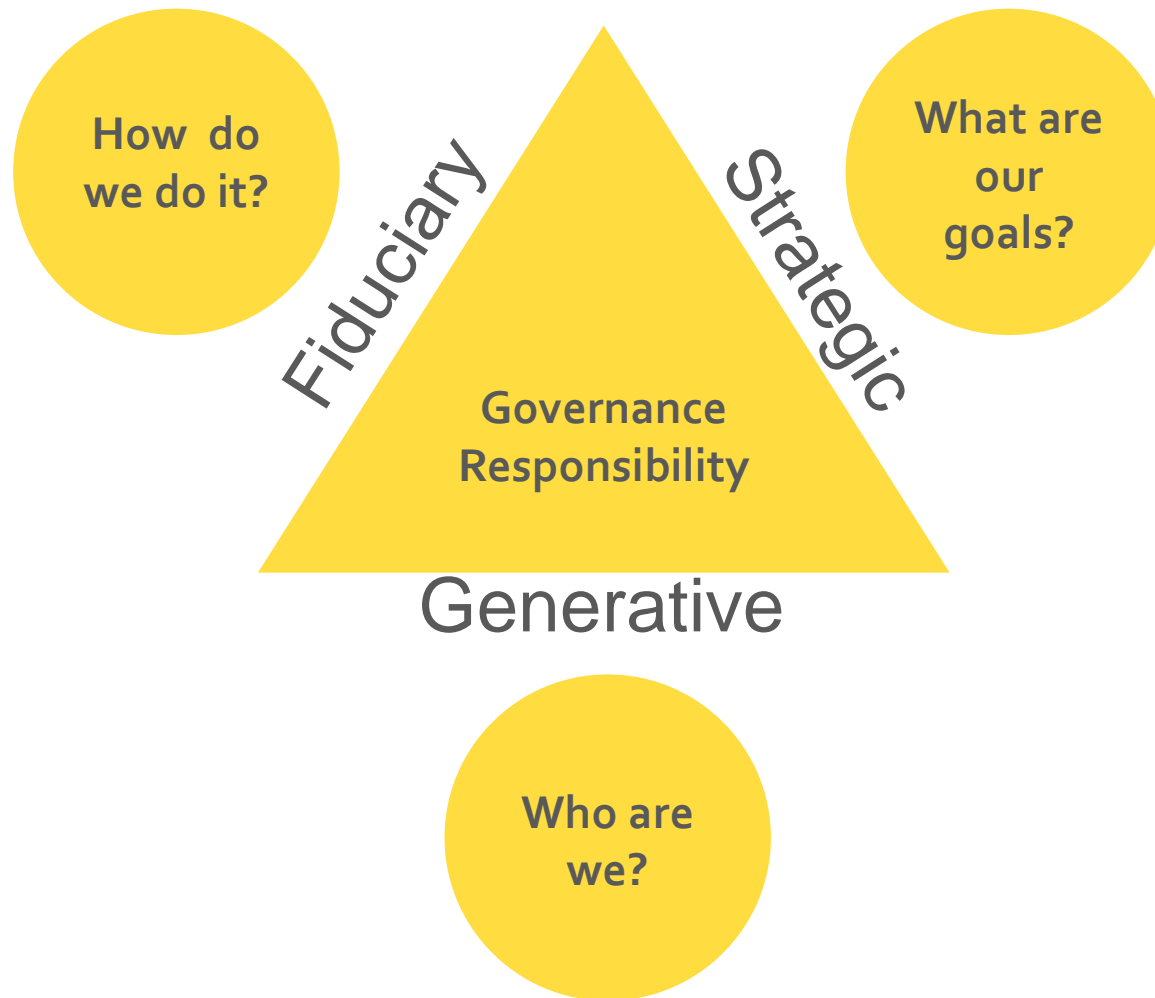 How do
we do it?
Fiduciary
Strategic
What are
our
goals?
Governance
Responsibility
Generative
Who are
we?